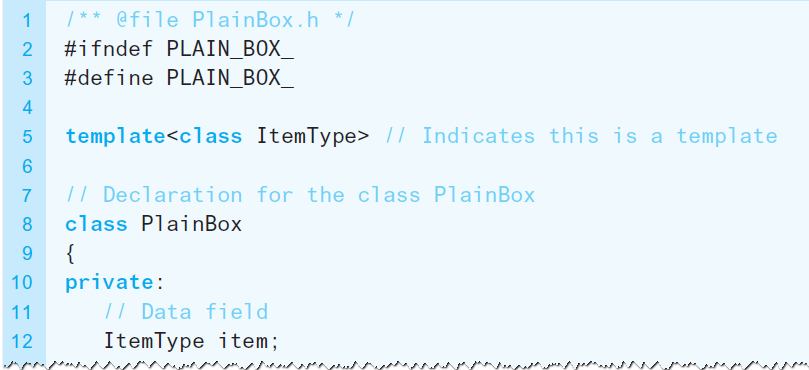 1 /** @file PlainBox.h */
2 #ifndef PLAIN_BOX_
3 #define PLAIN_BOX_
4
5 template<class ItemType> // Indicates this is a template
6
7 // Declaration for the class PlainBox
8 class PlainBox
9 {
10 private:
11 // Data field
12 ItemType item;